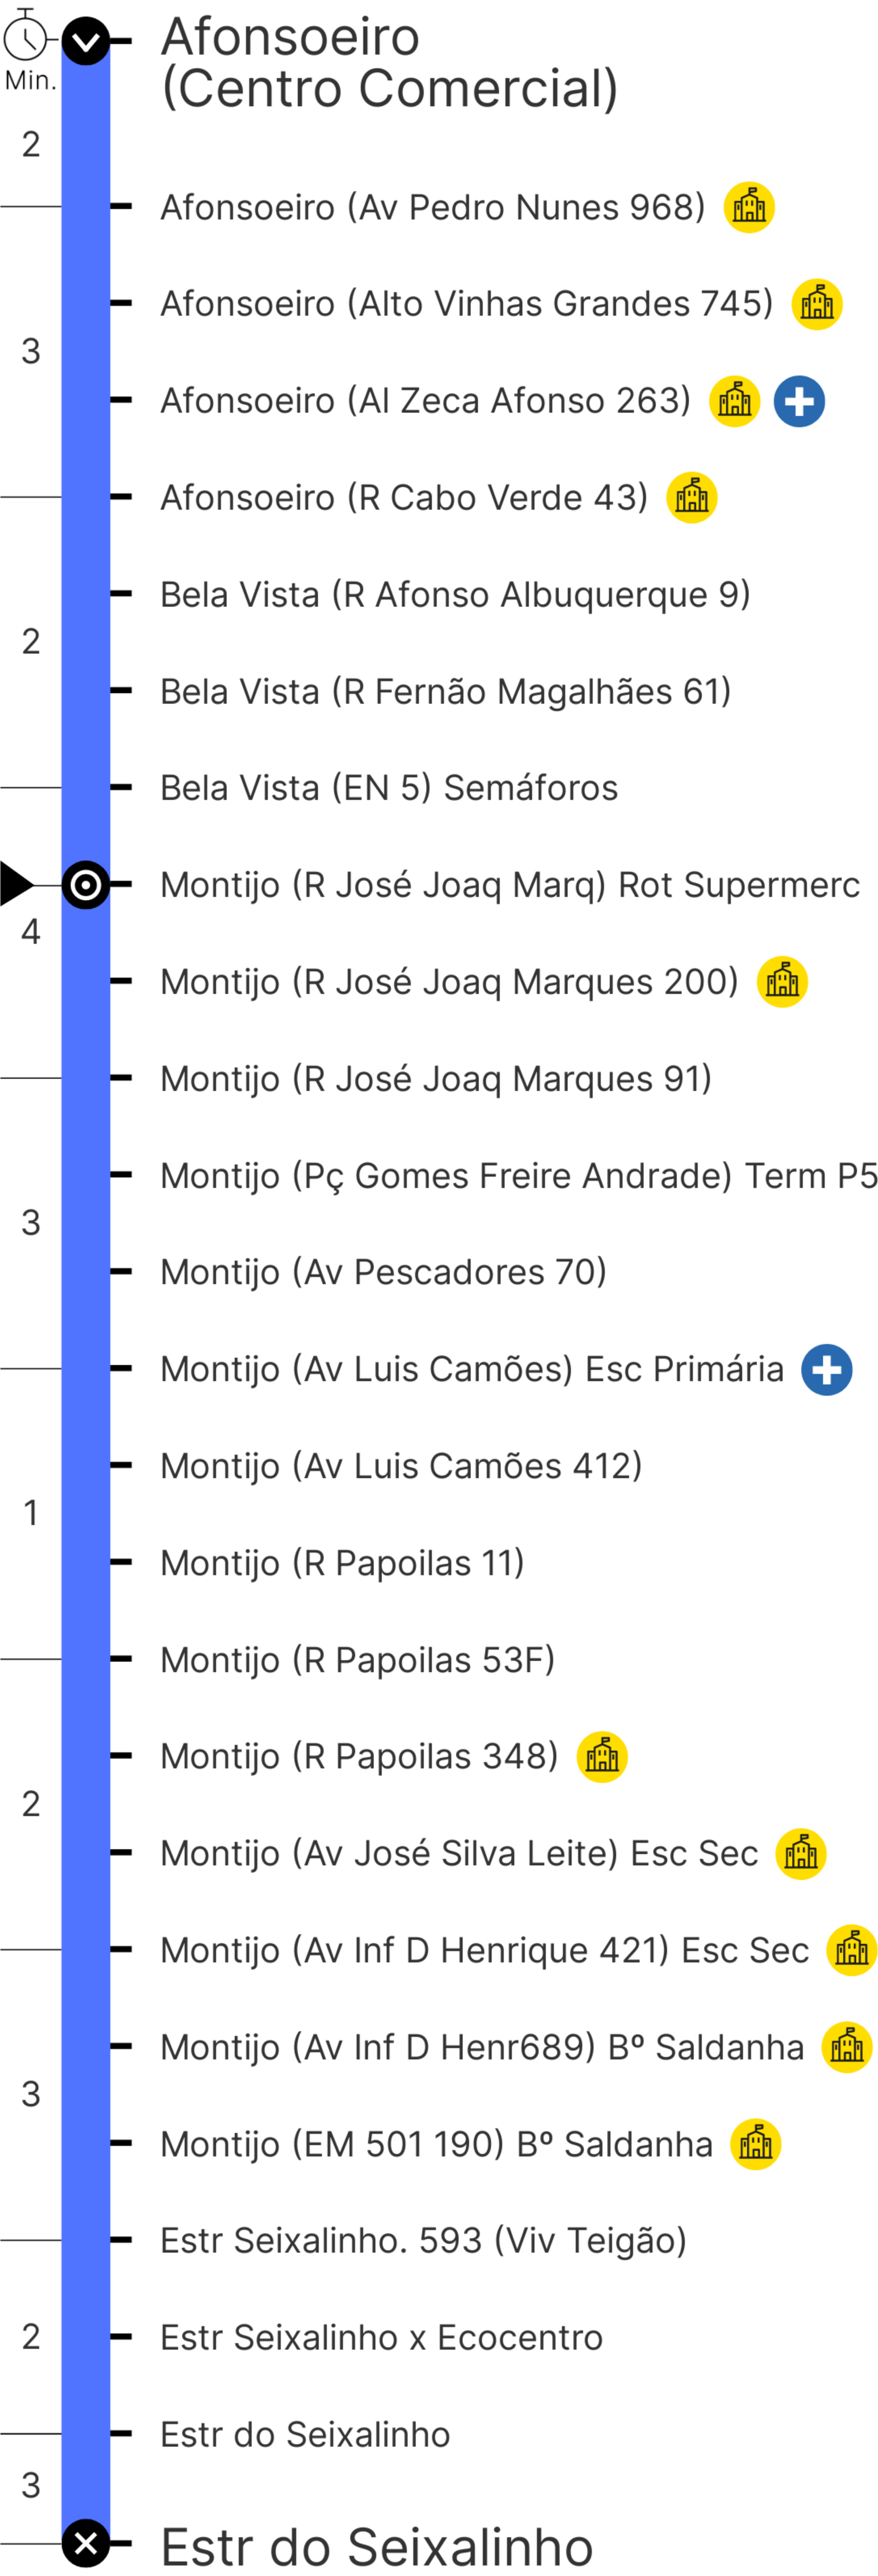 Afonsoeiro
(Centro Comercial)
Min.
2
Afonsoeiro (Av Pedro Nunes 968)
Afonsoeiro (Alto Vinhas Grandes 745)
3
Afonsoeiro (Al Zeca Afonso 263)
Afonsoeiro (R Cabo Verde 43)
Bela Vista (R Afonso Albuquerque 9)
2
Bela Vista (R Fernão Magalhães 61)
Bela Vista (EN 5) Semáforos
Montijo (R José Joaq Marq) Rot Supermerc
4
Montijo (R José Joaq Marques 200)
Montijo (R José Joaq Marques 91)
Montijo (Pç Gomes Freire Andrade) Term P5
3
Montijo (Av Pescadores 70)
Montijo (Av Luis Camões) Esc Primária
Montijo (Av Luis Camões 412)
1
Montijo (R Papoilas 11)
Montijo (R Papoilas 53F)
Montijo (R Papoilas 348)
2
Montijo (Av José Silva Leite) Esc Sec
Montijo (Av Inf D Henrique 421) Esc Sec
Montijo (Av Inf D Henr689) Bº Saldanha
3
Montijo (EM 501 190) Bº Saldanha
Estr Seixalinho. 593 (Viv Teigão)
2
Estr Seixalinho x Ecocentro
Estr do Seixalinho
3
Estr do Seixalinho